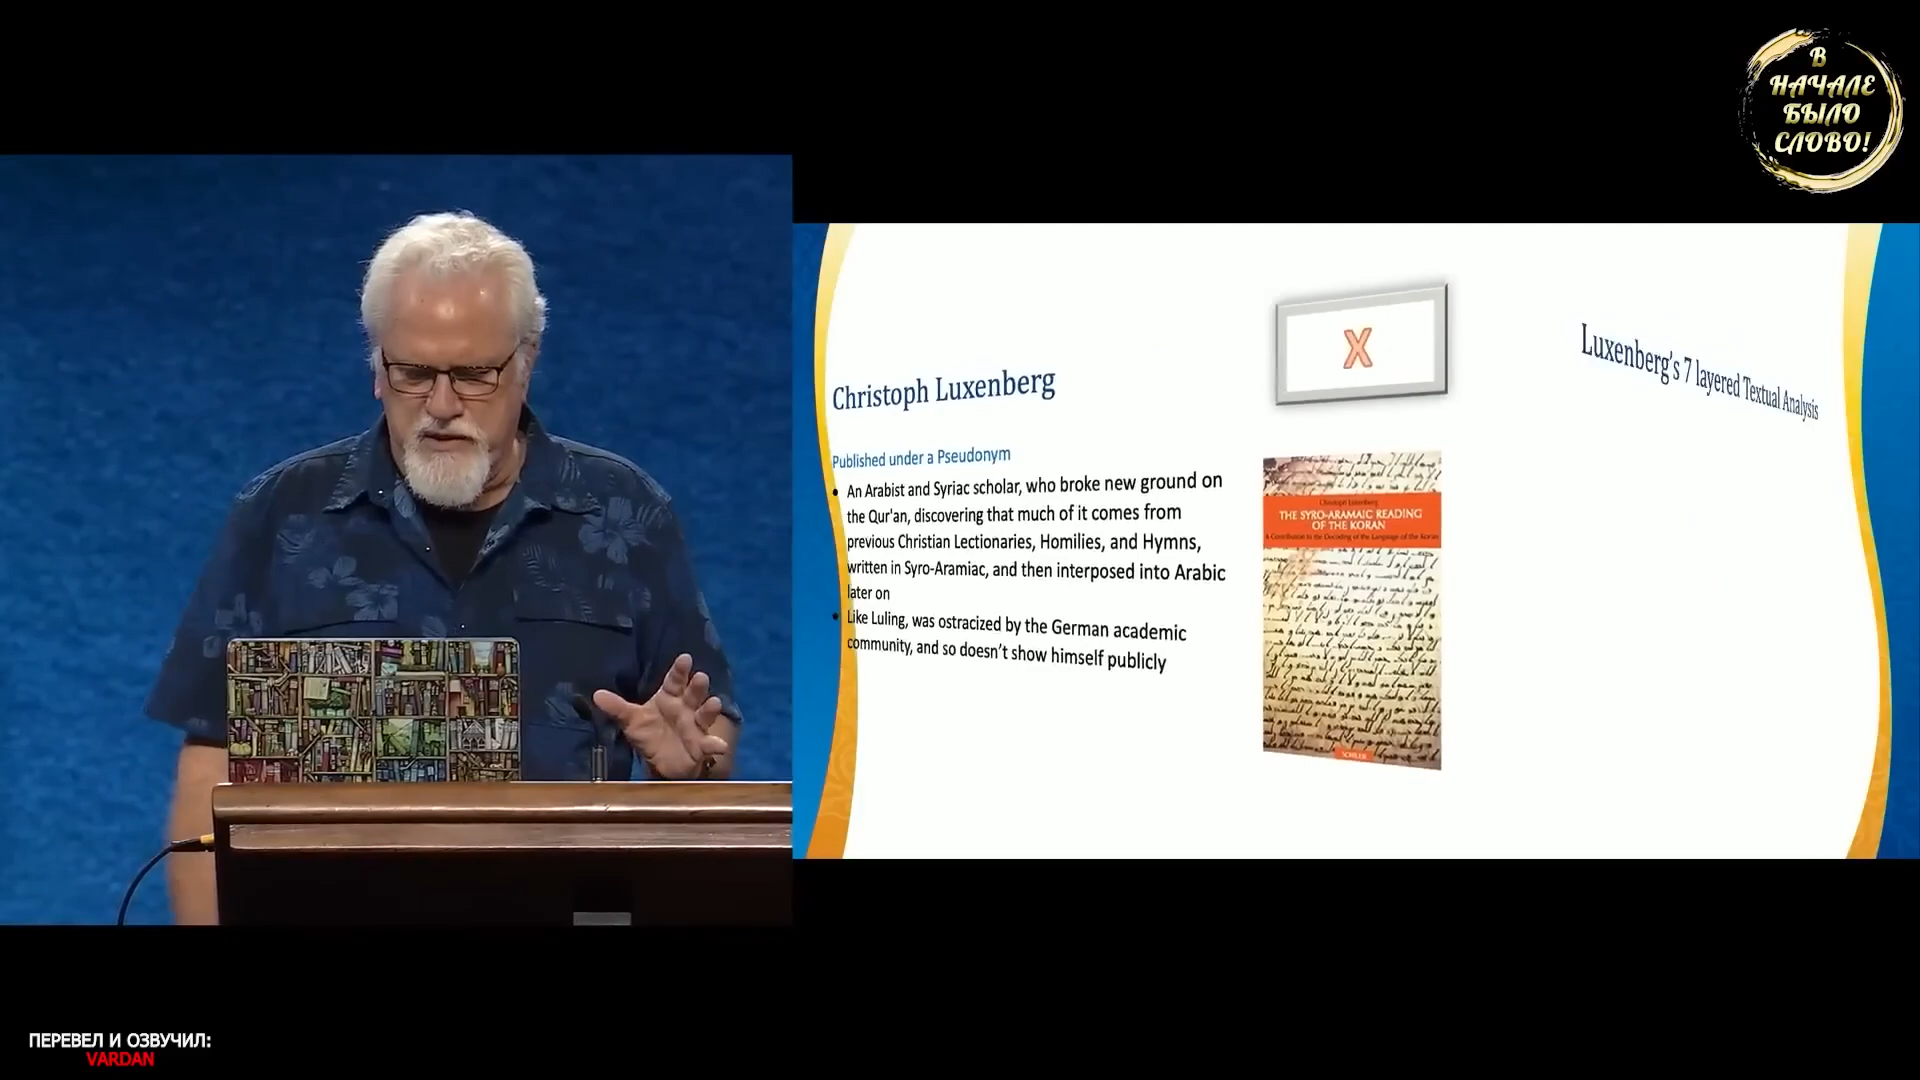 В
НАЧАЛЕ
БЫЛО
СЛОВО!
Christoph Luxenberg
Published under a Pseudonym
• An Arabist and Syriac scholar, who broke new ground on
the Qur'an, discovering that much of it comes from
previous Christian Lectionaries, Homilies, and Hymns,
written in Syro-Aramiac, and then interposed into Arabic
later on
• Like Luling, was ostracized by the German academic
community, and so doesn't show himself publicly
X
Christoph Luxenberg
THE SYRO-ARAMAIC READING
OF THE KORAN
A Contribution to the Decoding of the Language of the Koran
Luxenberg's 7 layered Textual Analysis
ПЕРЕВЕЛ И ОЗВУЧИЛ:
VARDAN